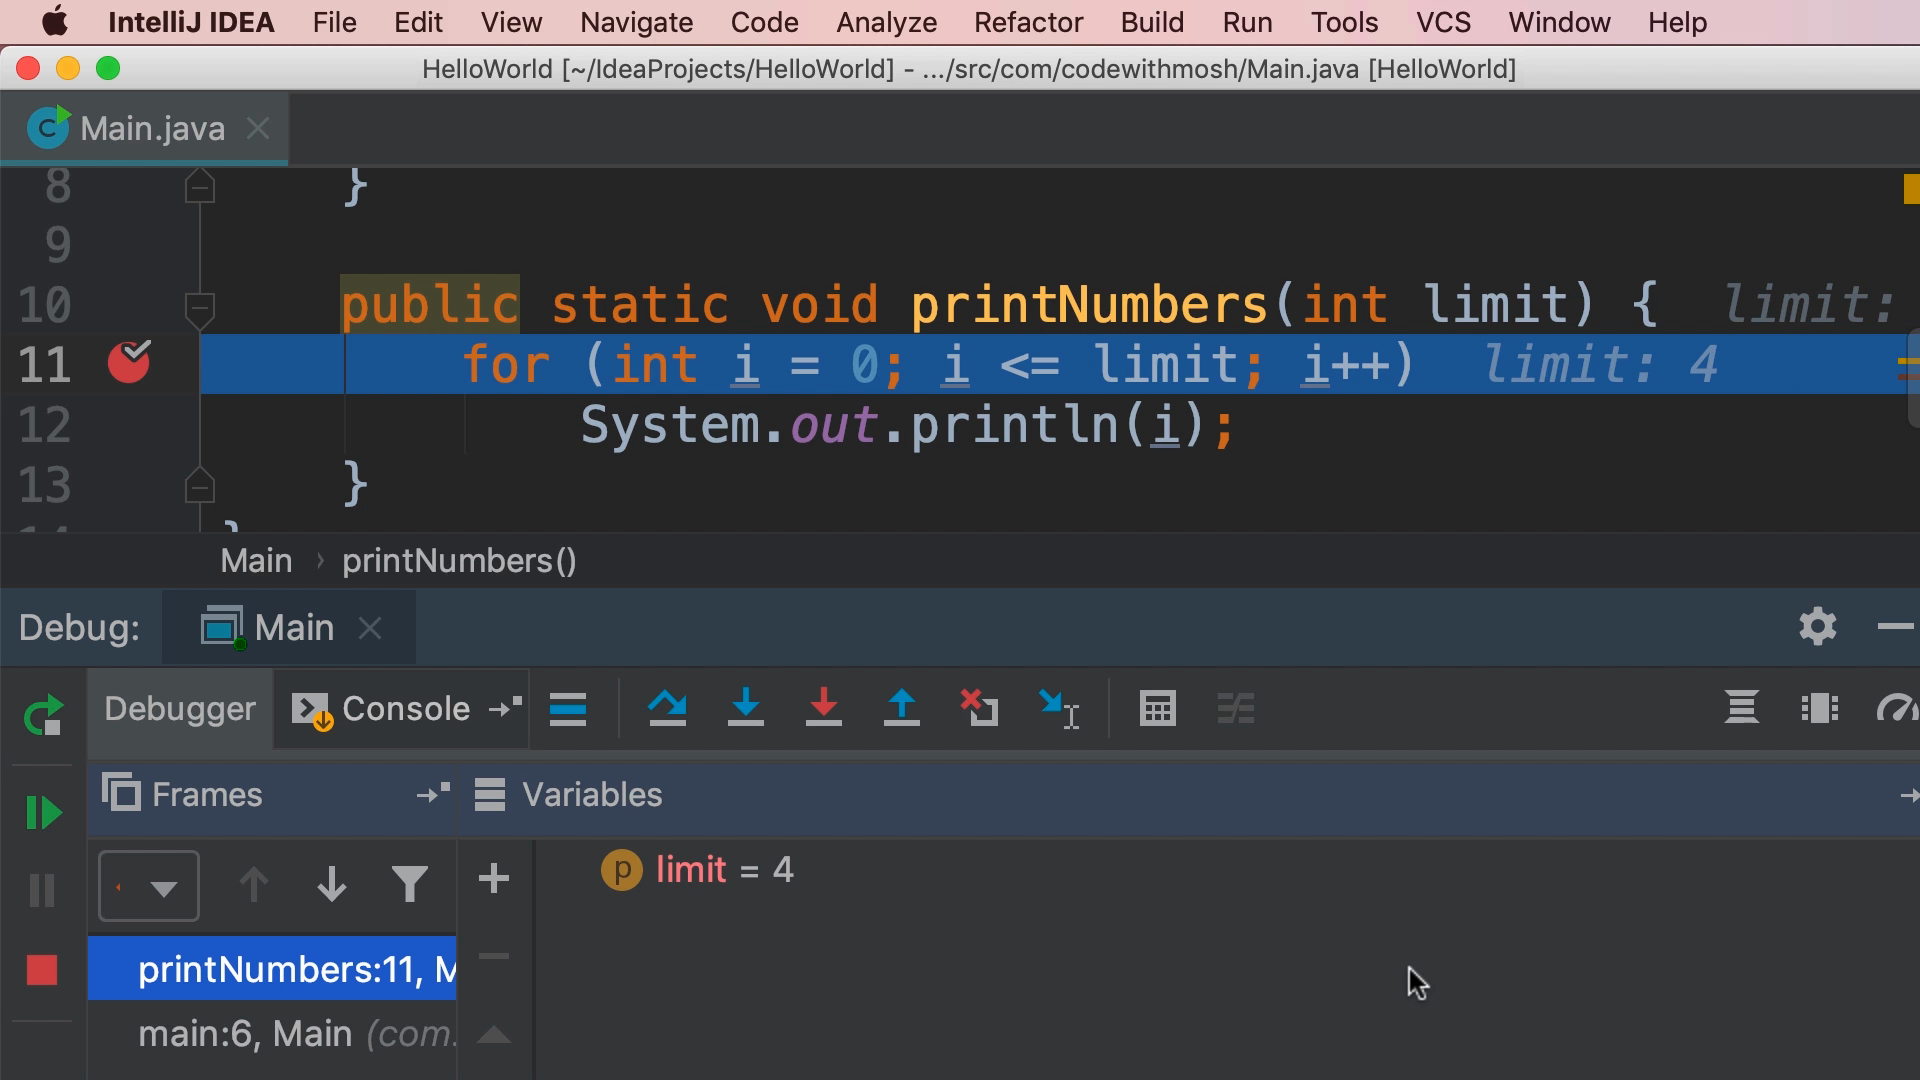 IntelliJ IDEA File Edit View Navigate Code Analyze Refactor Build Run Tools VCS Window Help
HelloWorld [~/IdeaProjects/HelloWorld] - .../src/com/codewithmosh/Main.java [HelloWorld]
Main.java
8 }
9
10 public static void printNumbers(int limit) { limit:
11 for (int i = 0; i <= limit; i++) limit: 4
12 System.out.println(i);
13 }
Main › printNumbers()
Debug: Main
Debugger Console
Frames Variables
p limit = 4
printNumbers:11, M
main:6, Main (com.